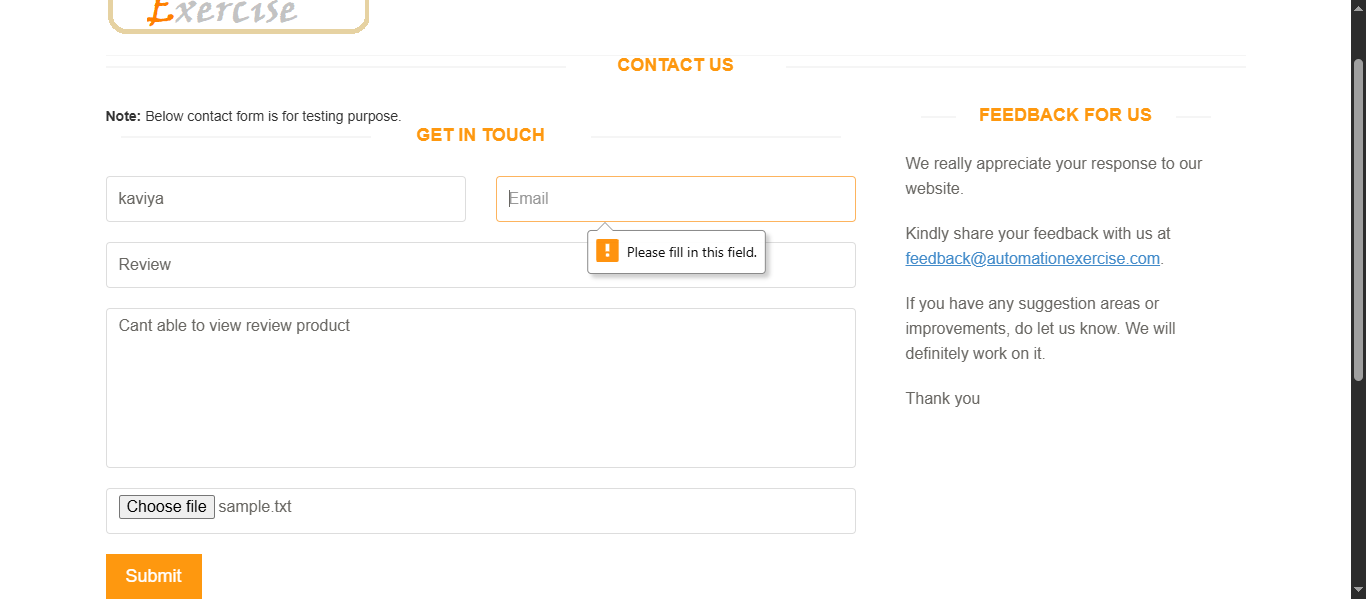 Exercise
CONTACT US
Note: Below contact form is for testing purpose.
GET IN TOUCH
kaviya
Email
Please fill in this field.
Review
Cant able to view review product
Choose file sample.txt
Submit
FEEDBACK FOR US
We really appreciate your response to our
website.
Kindly share your feedback with us at
feedback@automationexercise.com.
If you have any suggestion areas or
improvements, do let us know. We will
definitely work on it.
Thank you